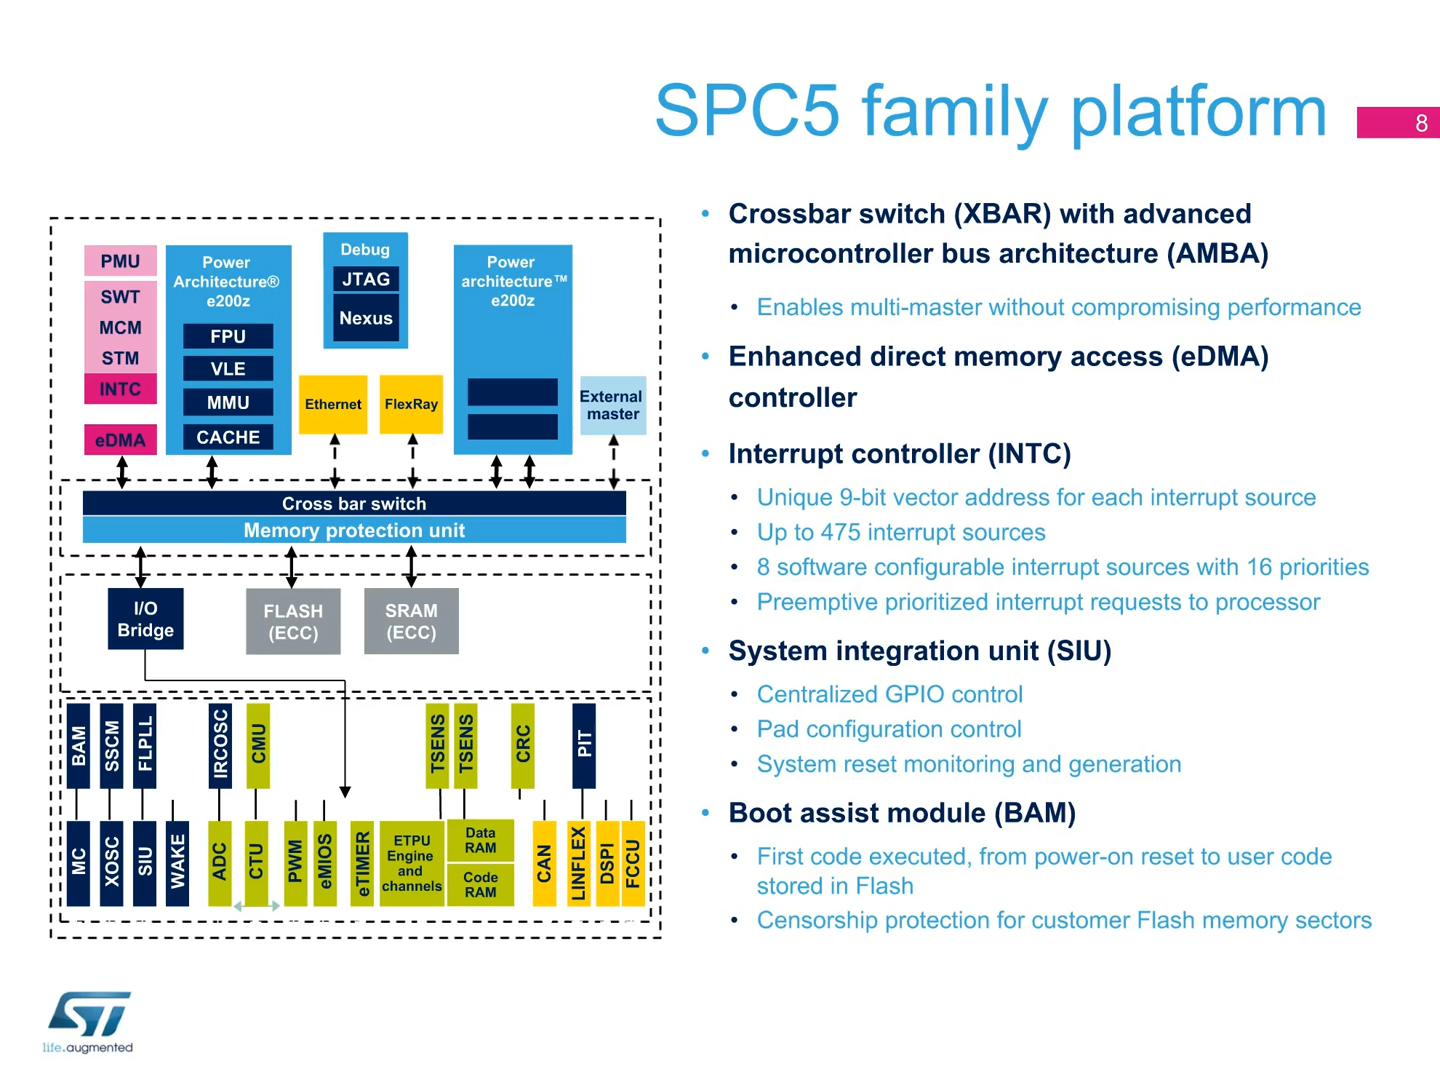 SPC5 family platform
8
PMU
SWT
MCM
STM
INTC
eDMA
Power
Architecture®
e200z
FPU
VLE
MMU
CACHE
Debug
JTAG
Nexus
Ethernet
FlexRay
Power
architecture™
e200z
External
master
Cross bar switch
Memory protection unit
I/O
Bridge
FLASH
(ECC)
SRAM
(ECC)
BAM
SSCM
FLPLL
IRCOSC
CMU
TSENS
TSENS
CRC
PIT
MC
XOSC
SIU
WAKE
ADC
CTU
PWM
eMIOS
eTIMER
ETPU
Engine
and
channels
Data
RAM
Code
RAM
CAN
LINFLEX
DSPI
FCCU
• Crossbar switch (XBAR) with advanced
microcontroller bus architecture (AMBA)
• Enables multi-master without compromising performance
• Enhanced direct memory access (eDMA)
controller
• Interrupt controller (INTC)
• Unique 9-bit vector address for each interrupt source
• Up to 475 interrupt sources
• 8 software configurable interrupt sources with 16 priorities
• Preemptive prioritized interrupt requests to processor
• System integration unit (SIU)
• Centralized GPIO control
• Pad configuration control
• System reset monitoring and generation
• Boot assist module (BAM)
• First code executed, from power-on reset to user code
stored in Flash
• Censorship protection for customer Flash memory sectors
ST
life.augmented